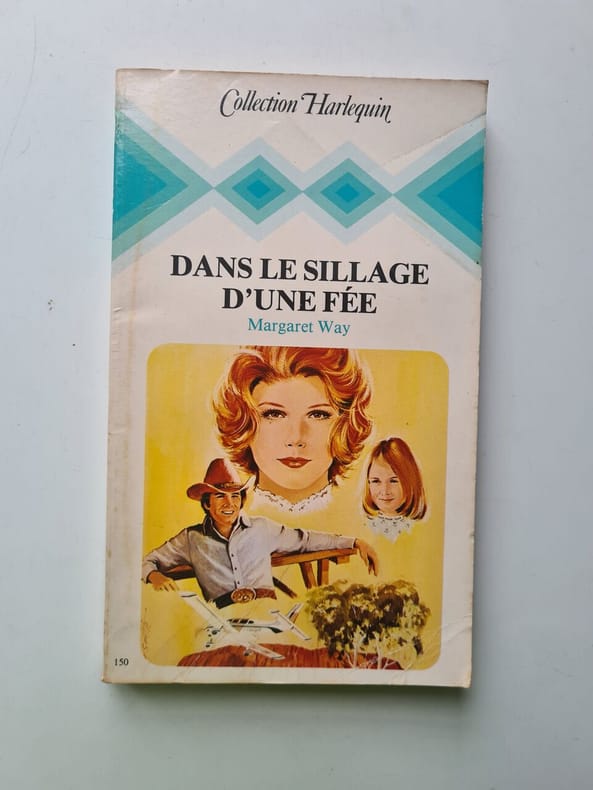 Collection Harlequin
DANS LE SILLAGE
D'UNE FÉE
Margaret Way
150